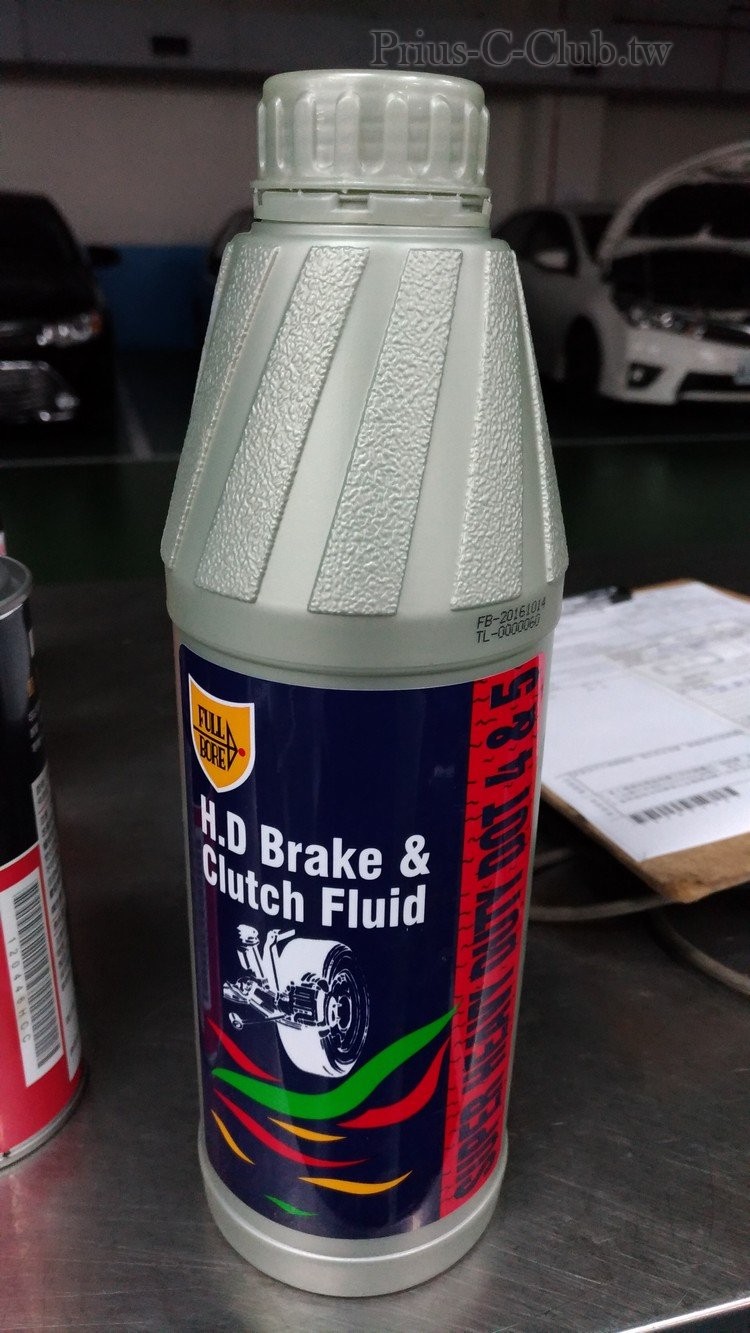 Prius-C-Club.tw
FB-20161014
TL-0000060
FULL
BORE
H.D Brake &
Clutch Fluid
SUPER HEAVY DUTY DOT 4 & 5